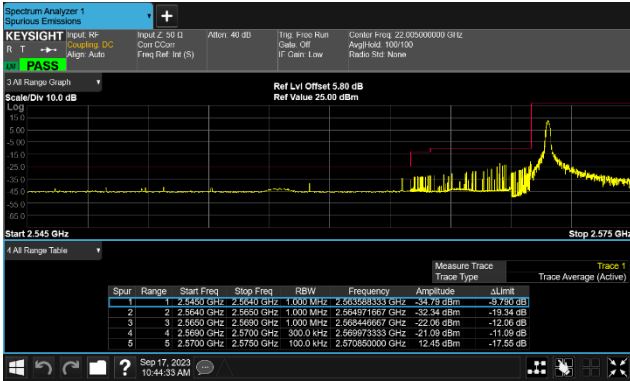 Spectrum Analyzer 1
Spurious Emissions
KEYSIGHT Input: RF Input Z: 50 Ω Atten: 40 dB Trig: Free Run Center Freq: 22.005000000 GHz
R T Coupling: DC Corr CCorr Gate: Off Avg|Hold: 100/100
Align: Auto Freq Ref: Int (S) IF Gain: Low Radio Std: None
PASS
3 All Range Graph
Ref Lvl Offset 5.80 dB
Scale/Div 10.0 dB Ref Value 25.00 dBm
Log
15.0
5.00
-5.00
-15.0
-25.0
-35.0
-45.0
-55.0
-65.0
Start 2.545 GHz Stop 2.575 GHz
4 All Range Table
Measure Trace Trace 1
Trace Type Trace Average (Active)
Spur Range Start Freq Stop Freq RBW Frequency Amplitude ΔLimit
1 1 2.5450 GHz 2.5640 GHz 1.000 MHz 2.563588333 GHz -34.79 dBm -9.790 dB
2 2 2.5640 GHz 2.5650 GHz 1.000 MHz 2.564971667 GHz -32.34 dBm -19.34 dB
3 3 2.5650 GHz 2.5690 GHz 1.000 MHz 2.568446667 GHz -22.06 dBm -12.06 dB
4 4 2.5690 GHz 2.5700 GHz 300.0 kHz 2.569973333 GHz -21.09 dBm -11.09 dB
5 5 2.5700 GHz 2.5750 GHz 100.0 kHz 2.570850000 GHz 12.45 dBm -17.55 dB
Sep 17, 2023
10:44:33 AM